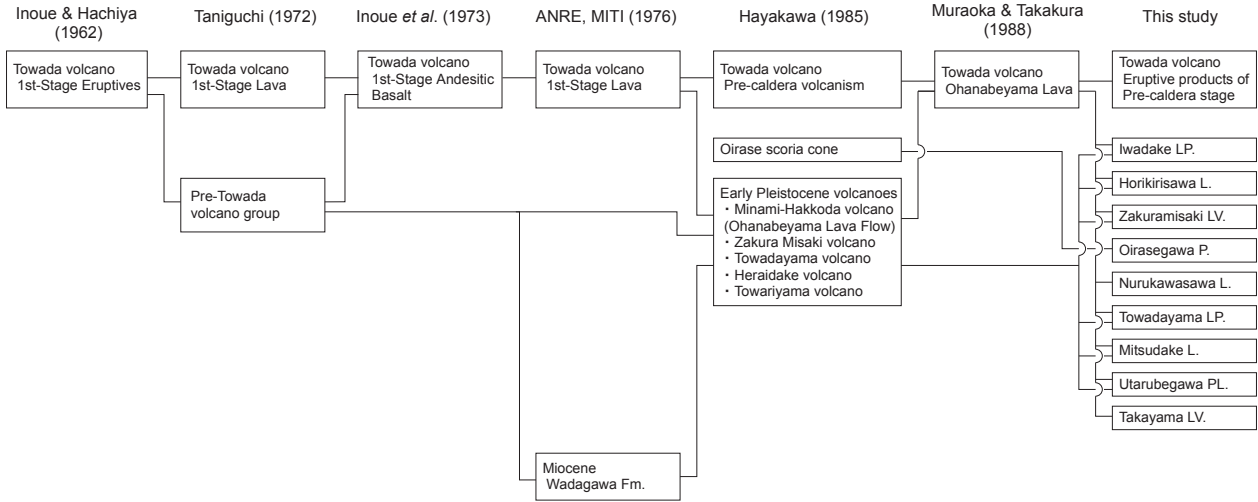 Inoue & Hachiya
(1962)
Taniguchi (1972)
Inoue et al. (1973)
ANRE, MITI (1976)
Hayakawa (1985)
Muraoka & Takakura
(1988)
This study
Towada volcano
1st-Stage Eruptives
Towada volcano
1st-Stage Lava
Towada volcano
1st-Stage Andesitic
Basalt
Towada volcano
1st-Stage Lava
Towada volcano
Pre-caldera volcanism
Towada volcano
Ohanabeyama Lava
Towada volcano
Eruptive products of
Pre-caldera stage
Oirase scoria cone
Pre-Towada
volcano group
Early Pleistocene volcanoes
・Minami-Hakkoda volcano
(Ohanabeyama Lava Flow)
・Zakura Misaki volcano
・Towadayama volcano
・Heraidake volcano
・Towariyama volcano
Iwadake LP.
Horikirisawa L.
Zakuramisaki LV.
Oirasegawa P.
Nurukawasawa L.
Towadayama LP.
Mitsudake L.
Utarubegawa PL.
Takayama LV.
Miocene
Wadagawa Fm.